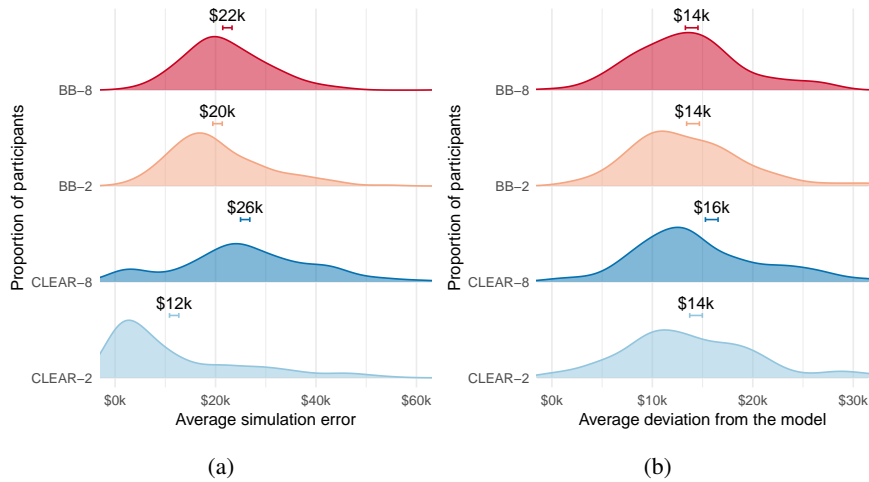 Proportion of participants
$22k
BB–8
$20k
BB–2
$26k
CLEAR–8
$12k
CLEAR–2
$0k $20k $40k $60k
Average simulation error
(a)
Proportion of participants
$14k
BB–8
$14k
BB–2
$16k
CLEAR–8
$14k
CLEAR–2
$0k $10k $20k $30k
Average deviation from the model
(b)